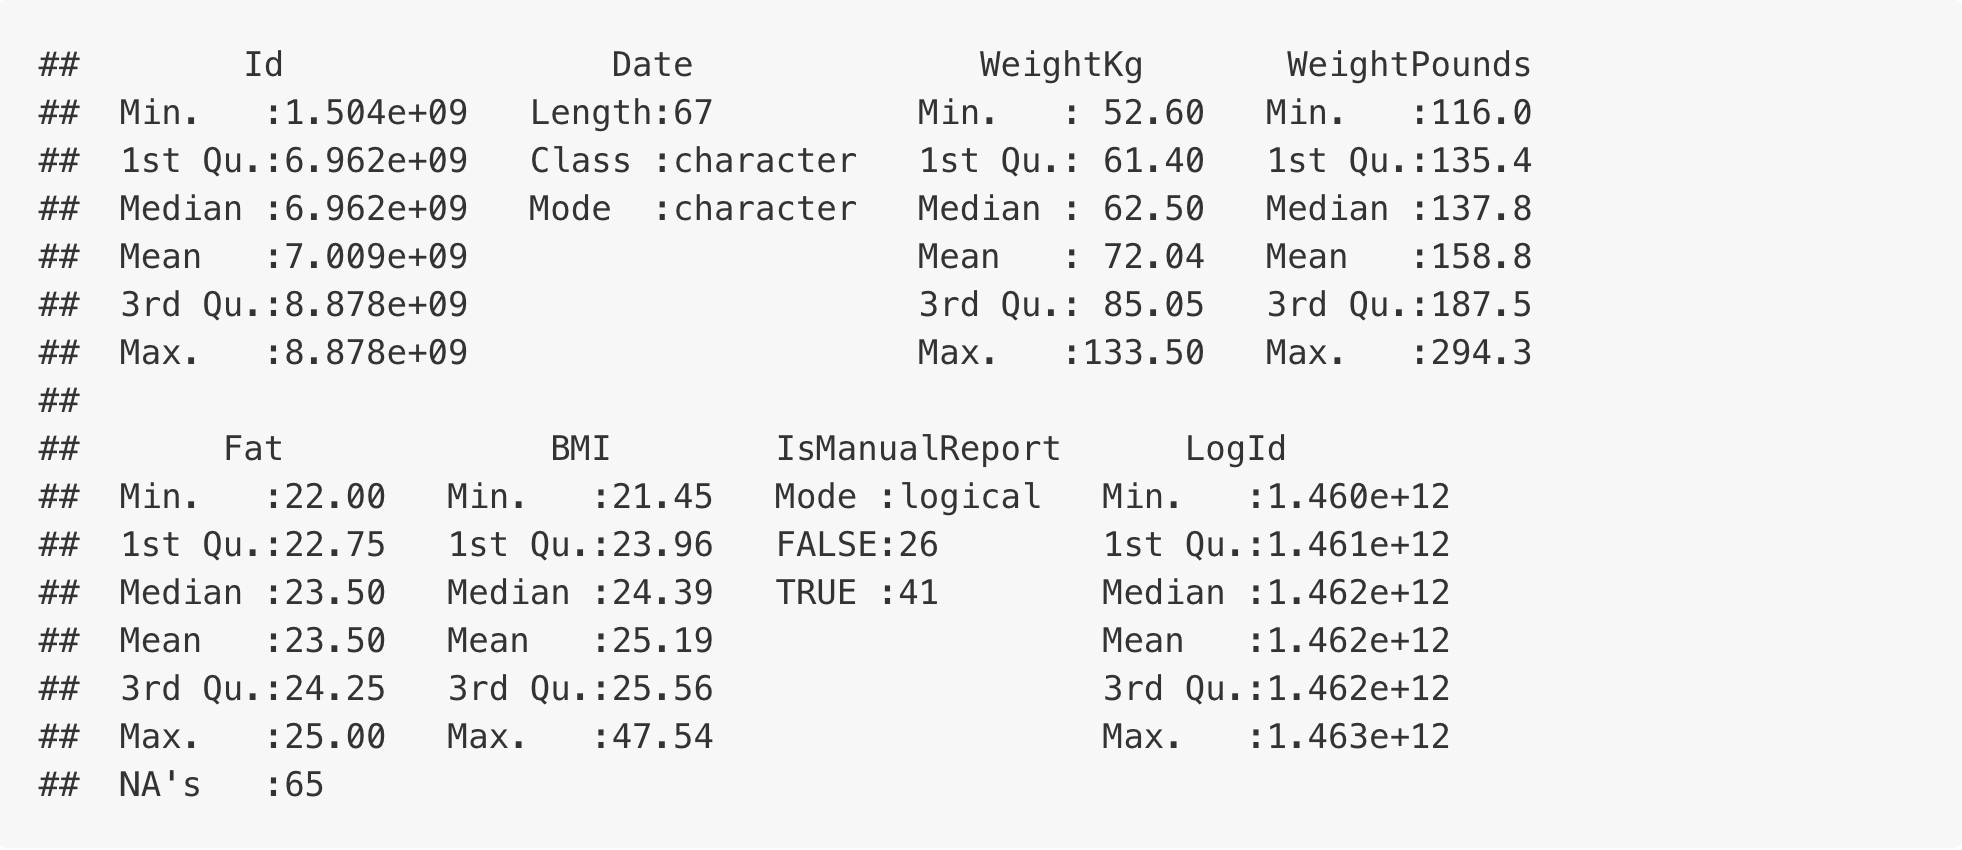 ##        Id                Date              WeightKg       WeightPounds
##  Min.   :1.504e+09   Length:67          Min.   : 52.60   Min.   :116.0
##  1st Qu.:6.962e+09   Class :character   1st Qu.: 61.40   1st Qu.:135.4
##  Median :6.962e+09   Mode  :character   Median : 62.50   Median :137.8
##  Mean   :7.009e+09                      Mean   : 72.04   Mean   :158.8
##  3rd Qu.:8.878e+09                      3rd Qu.: 85.05   3rd Qu.:187.5
##  Max.   :8.878e+09                      Max.   :133.50   Max.   :294.3
##
##       Fat             BMI        IsManualReport      LogId
##  Min.   :22.00   Min.   :21.45   Mode :logical   Min.   :1.460e+12
##  1st Qu.:22.75   1st Qu.:23.96   FALSE:26        1st Qu.:1.461e+12
##  Median :23.50   Median :24.39   TRUE :41        Median :1.462e+12
##  Mean   :23.50   Mean   :25.19                   Mean   :1.462e+12
##  3rd Qu.:24.25   3rd Qu.:25.56                   3rd Qu.:1.462e+12
##  Max.   :25.00   Max.   :47.54                   Max.   :1.463e+12
##  NA's   :65